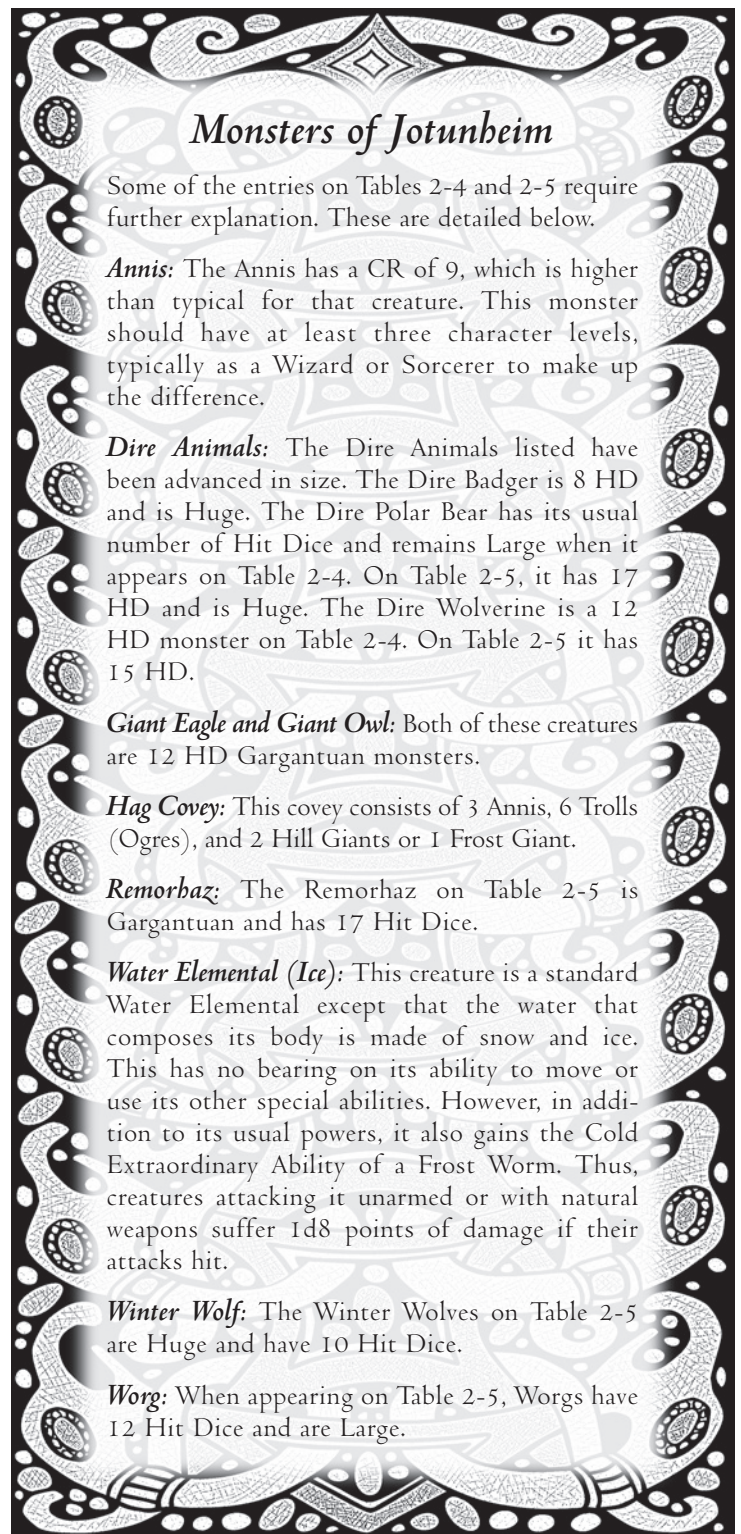 Monsters of Jotunheim
Some of the entries on Tables 2-4 and 2-5 require
further explanation. These are detailed below.
Annis: The Annis has a CR of 9, which is higher
than typical for that creature. This monster
should have at least three character levels,
typically as a Wizard or Sorcerer to make up
the difference.
Dire Animals: The Dire Animals listed have
been advanced in size. The Dire Badger is 8 HD
and is Huge. The Dire Polar Bear has its usual
number of Hit Dice and remains Large when it
appears on Table 2-4. On Table 2-5, it has 17
HD and is Huge. The Dire Wolverine is a 12
HD monster on Table 2-4. On Table 2-5 it has
15 HD.
Giant Eagle and Giant Owl: Both of these creatures
are 12 HD Gargantuan monsters.
Hag Covey: This covey consists of 3 Annis, 6 Trolls
(Ogres), and 2 Hill Giants or 1 Frost Giant.
Remorhaz: The Remorhaz on Table 2-5 is
Gargantuan and has 17 Hit Dice.
Water Elemental (Ice): This creature is a standard
Water Elemental except that the water that
composes its body is made of snow and ice.
This has no bearing on its ability to move or
use its other special abilities. However, in addi-
tion to its usual powers, it also gains the Cold
Extraordinary Ability of a Frost Worm. Thus,
creatures attacking it unarmed or with natural
weapons suffer 1d8 points of damage if their
attacks hit.
Winter Wolf: The Winter Wolves on Table 2-5
are Huge and have 10 Hit Dice.
Worg: When appearing on Table 2-5, Worgs have
12 Hit Dice and are Large.